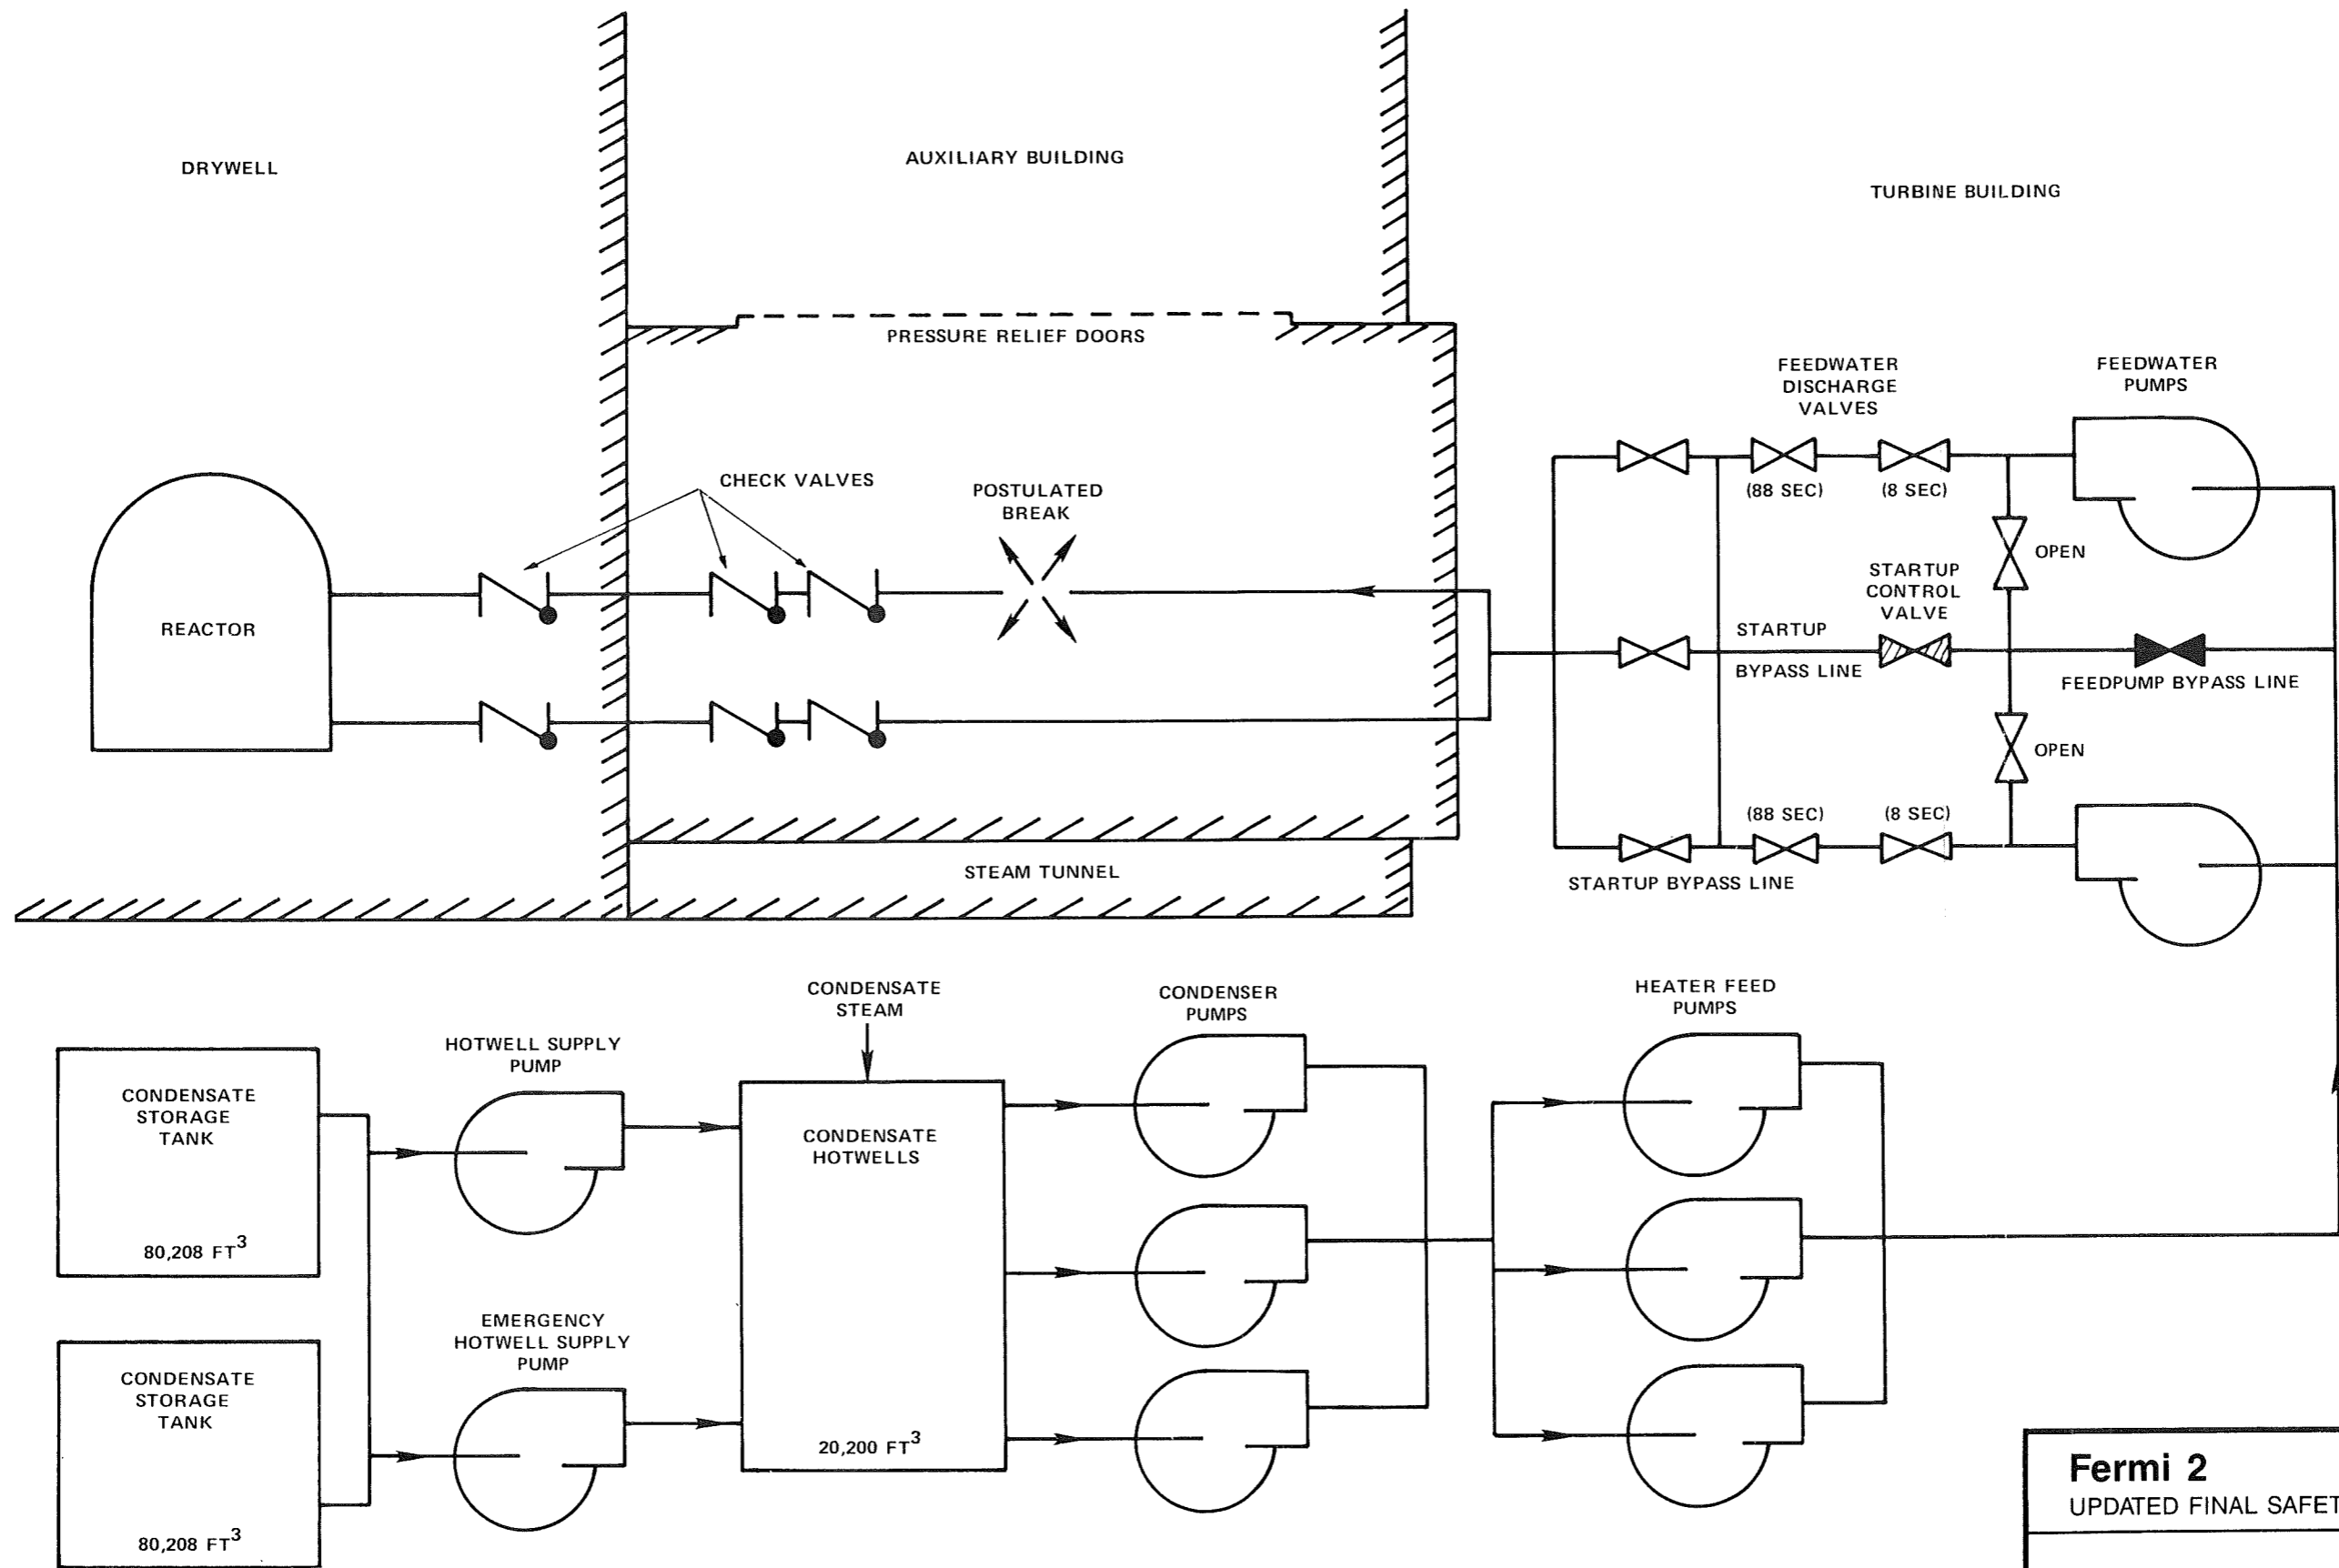 DRYWELL
AUXILIARY BUILDING
TURBINE BUILDING
PRESSURE RELIEF DOORS
FEEDWATER
DISCHARGE
VALVES
FEEDWATER
PUMPS
CHECK VALVES
POSTULATED
BREAK
(88 SEC)
(8 SEC)
OPEN
STARTUP
CONTROL
VALVE
REACTOR
STARTUP
BYPASS LINE
FEEDPUMP BYPASS LINE
OPEN
(88 SEC)
(8 SEC)
STEAM TUNNEL
STARTUP BYPASS LINE
CONDENSATE
STEAM
CONDENSER
PUMPS
HEATER FEED
PUMPS
HOTWELL SUPPLY
PUMP
CONDENSATE
STORAGE
TANK
80,208 FT³
CONDENSATE
HOTWELLS
20,200 FT³
EMERGENCY
HOTWELL SUPPLY
PUMP
CONDENSATE
STORAGE
TANK
80,208 FT³
Fermi 2
UPDATED FINAL SAFET